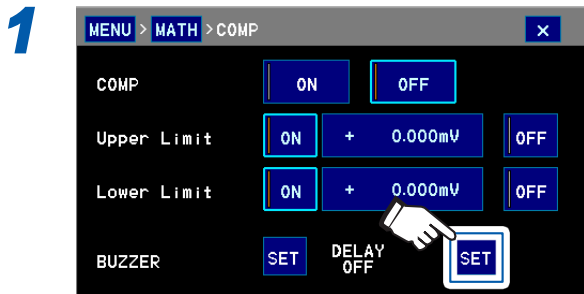 1
MENU > MATH > COMP ×
COMP ON OFF
Upper Limit ON + 0.000mV OFF
Lower Limit ON + 0.000mV OFF
BUZZER SET DELAY OFF SET